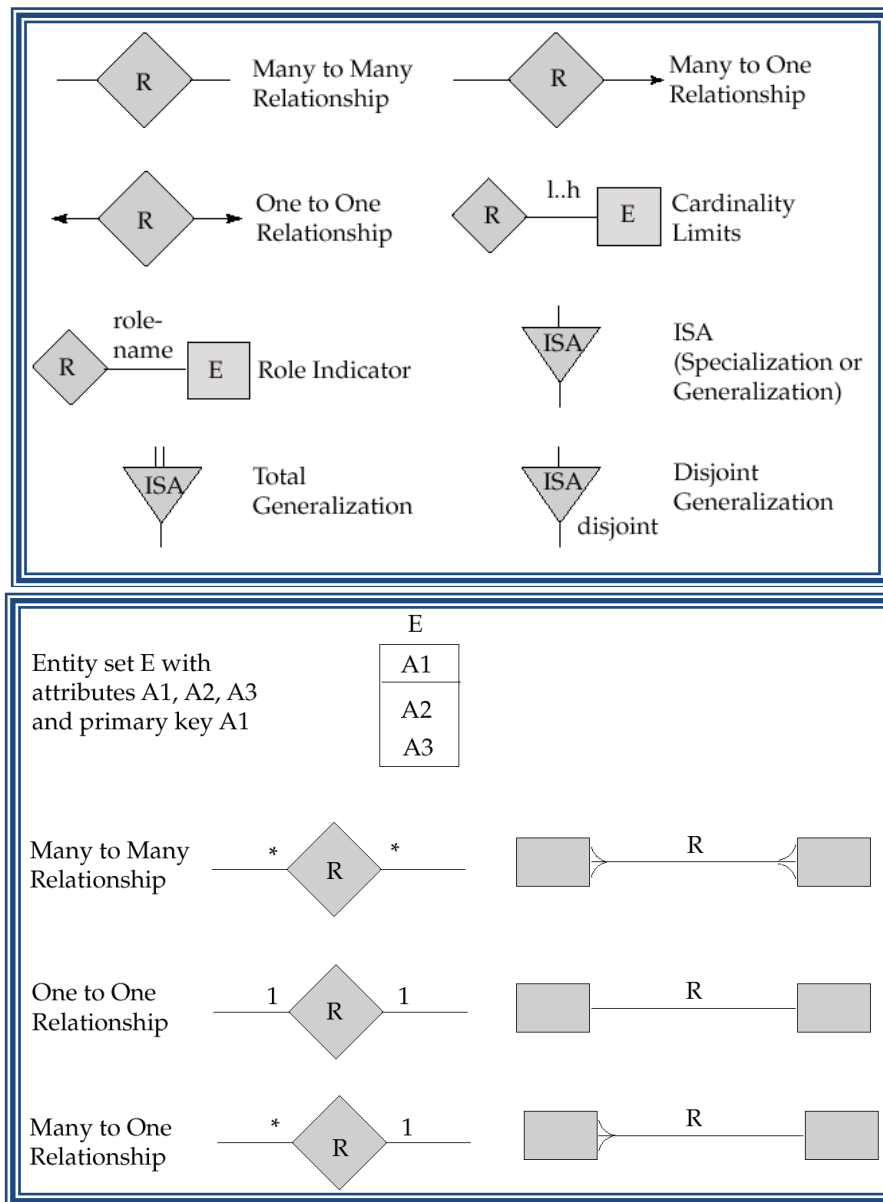 R
Many to Many
Relationship
R
Many to One
Relationship
R
One to One
Relationship
R
l..h
E
Cardinality
Limits
R
role-
name
E
Role Indicator
ISA
ISA
(Specialization or
Generalization)
ISA
Total
Generalization
ISA
disjoint
Disjoint
Generalization
Entity set E with
attributes A1, A2, A3
and primary key A1
E
A1
A2
A3
Many to Many
Relationship
*
R
*
R
One to One
Relationship
1
R
1
R
Many to One
Relationship
*
R
1
R